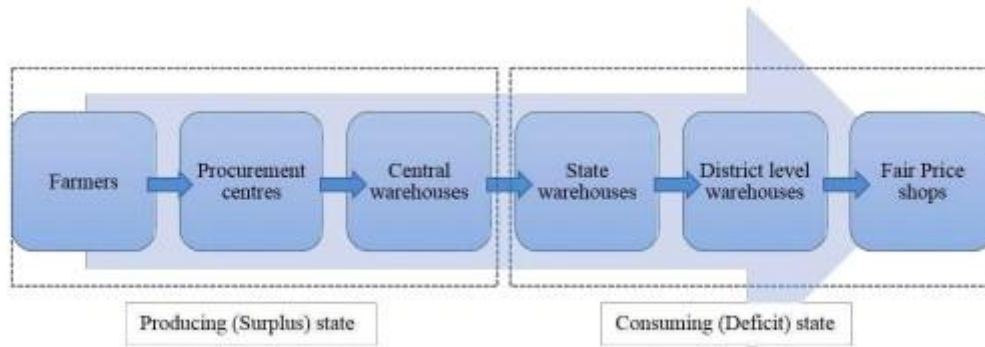 Farmers
Procurement
centres
Central
warehouses
State
warehouses
District level
warehouses
Fair Price
shops
Producing (Surplus) state
Consuming (Deficit) state